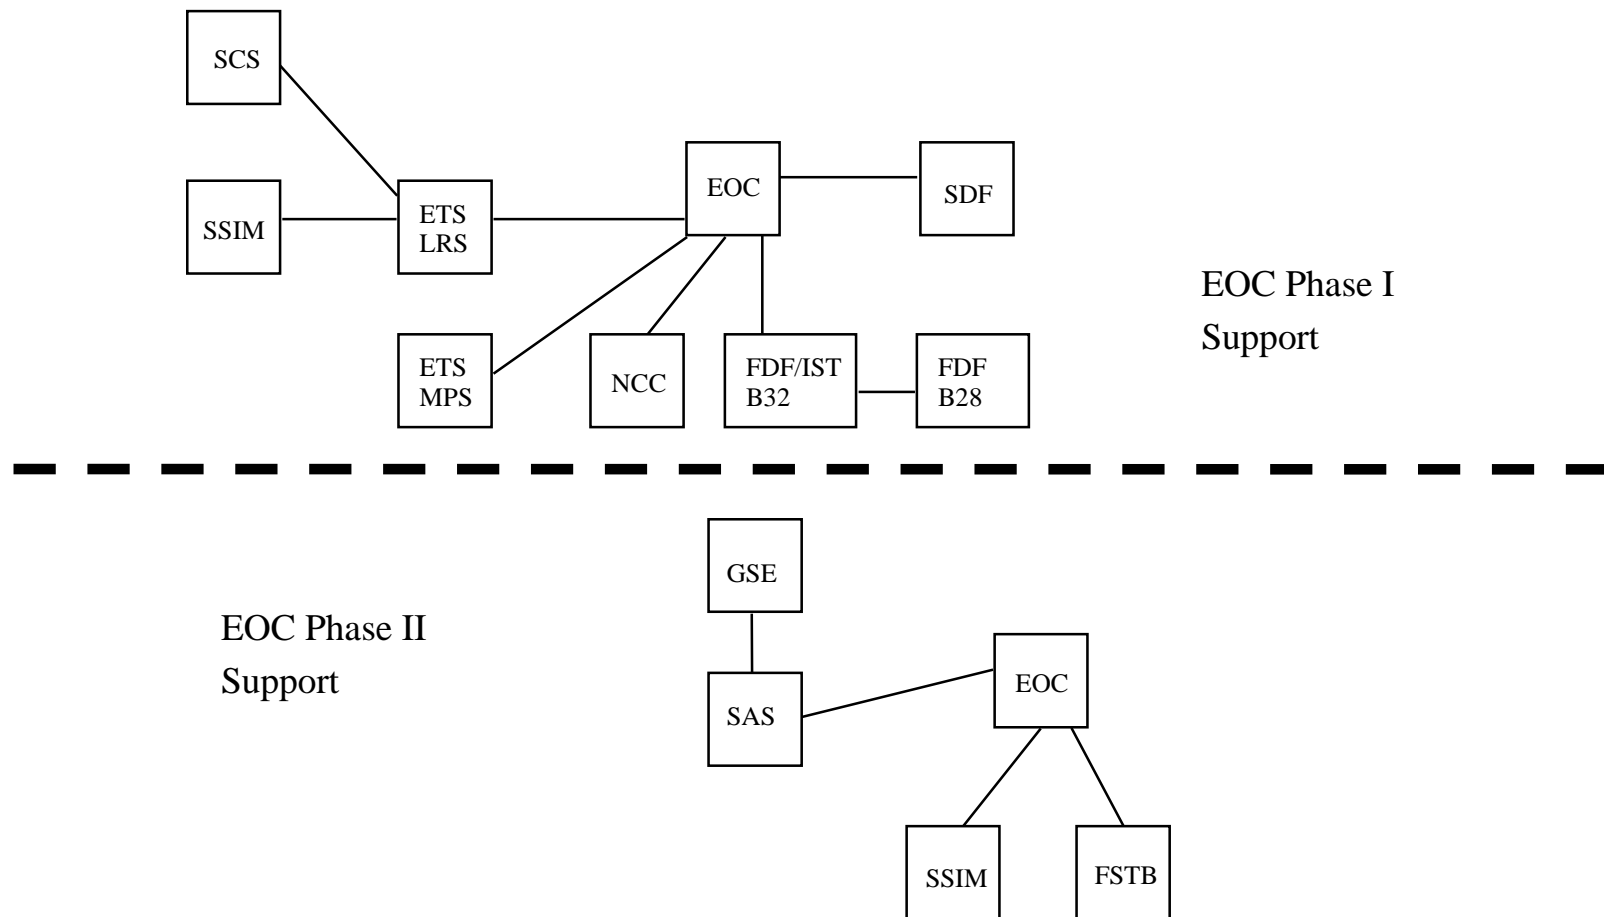 SCS
EOC
SDF
SSIM
ETS
LRS
EOC Phase I
Support
ETS
MPS
NCC
FDF/IST
B32
FDF
B28
GSE
EOC Phase II
Support
SAS
EOC
SSIM
FSTB